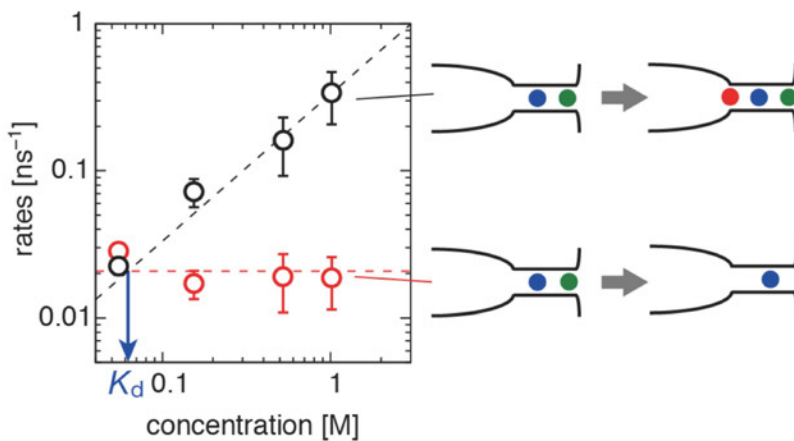 1
0.1
0.01
rates [ns⁻¹]
K_d 0.1 1
concentration [M]